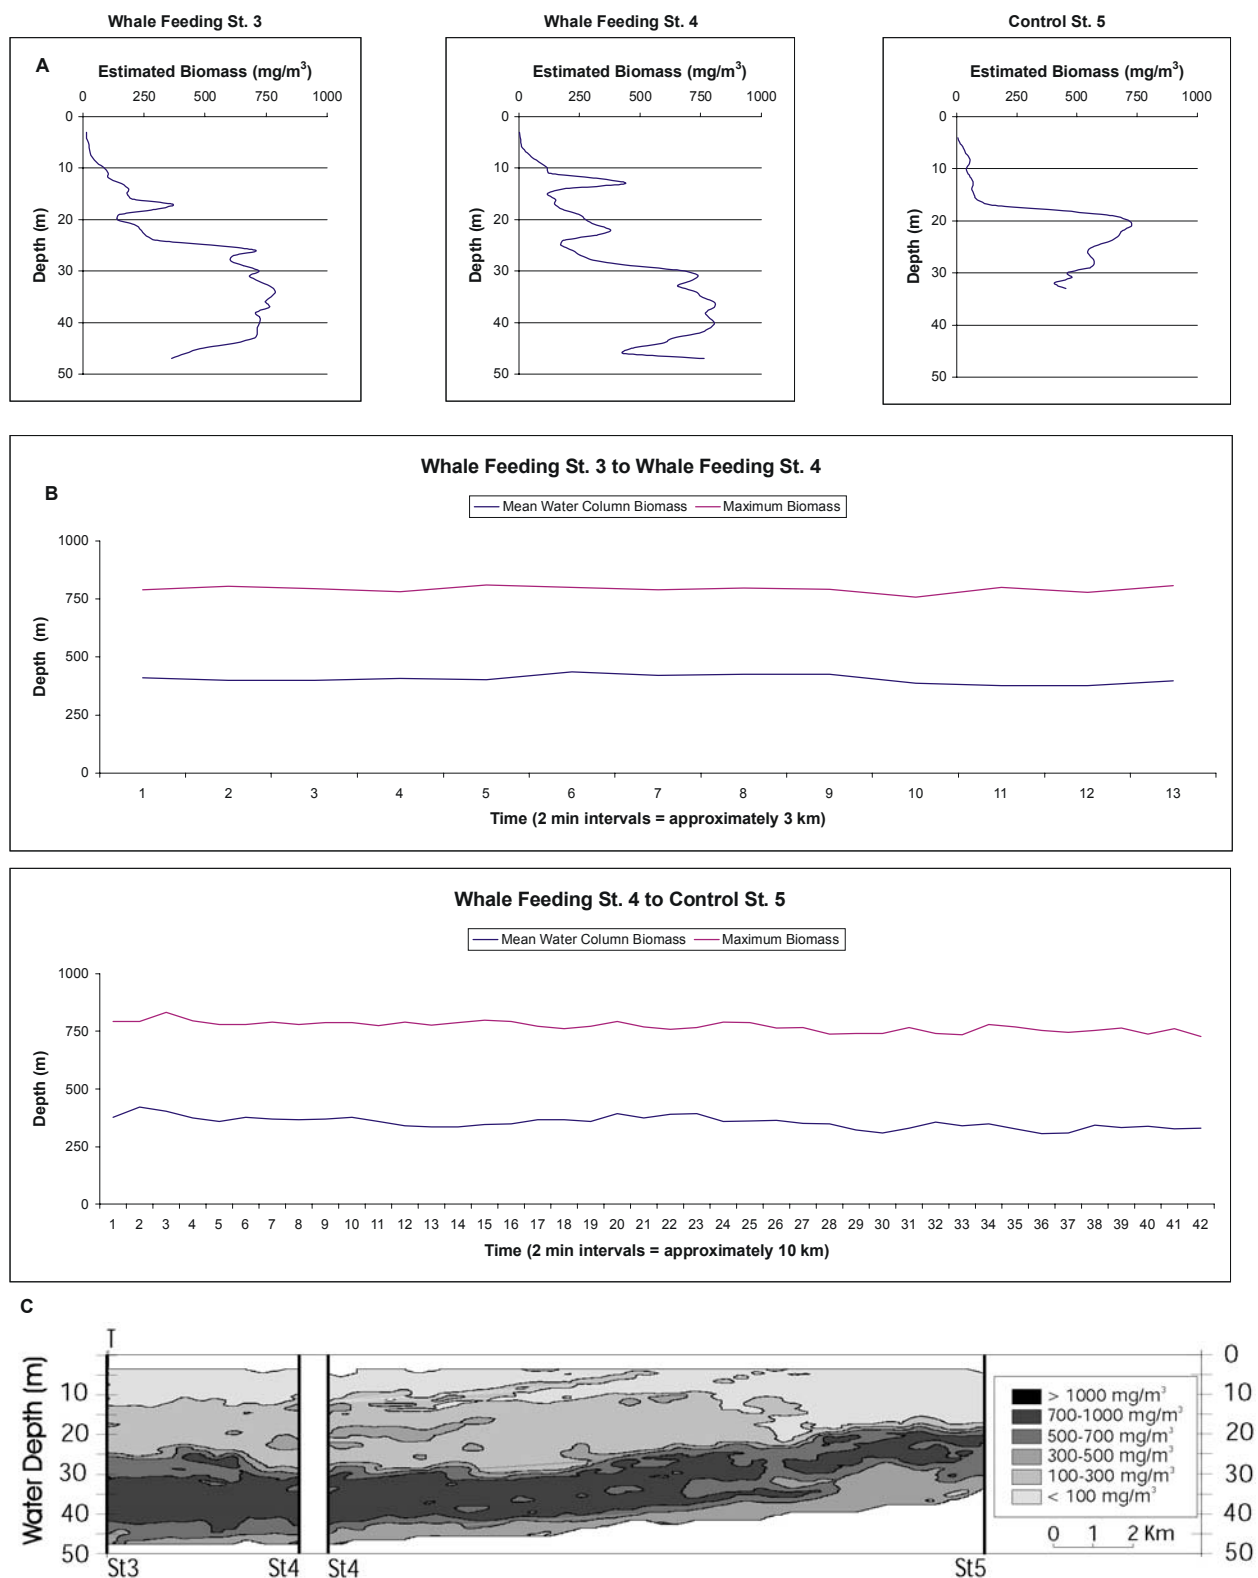 Whale Feeding St. 3
Whale Feeding St. 4
Control St. 5
A
Estimated Biomass (mg/m³)
0 250 500 750 1000
0
10
20
30
40
50
Depth (m)
Estimated Biomass (mg/m³)
0 250 500 750 1000
0
10
20
30
40
50
Depth (m)
Estimated Biomass (mg/m³)
0 250 500 750 1000
0
10
20
30
40
50
Depth (m)
Whale Feeding St. 3 to Whale Feeding St. 4
B
Mean Water Column Biomass Maximum Biomass
1000
750
500
250
0
Depth (m)
1 2 3 4 5 6 7 8 9 10 11 12 13
Time (2 min intervals = approximately 3 km)
Whale Feeding St. 4 to Control St. 5
Mean Water Column Biomass Maximum Biomass
1000
750
500
250
0
Depth (m)
1 2 3 4 5 6 7 8 9 10 11 12 13 14 15 16 17 18 19 20 21 22 23 24 25 26 27 28 29 30 31 32 33 34 35 36 37 38 39 40 41 42
Time (2 min intervals = approximately 10 km)
C
T
Water Depth (m)
10
20
30
40
50
0
10
20
30
40
50
0
10
20
30
40
50
> 1000 mg/m³
700-1000 mg/m³
500-700 mg/m³
300-500 mg/m³
100-300 mg/m³
< 100 mg/m³
0 1 2 Km
St3 St4 St4 St5